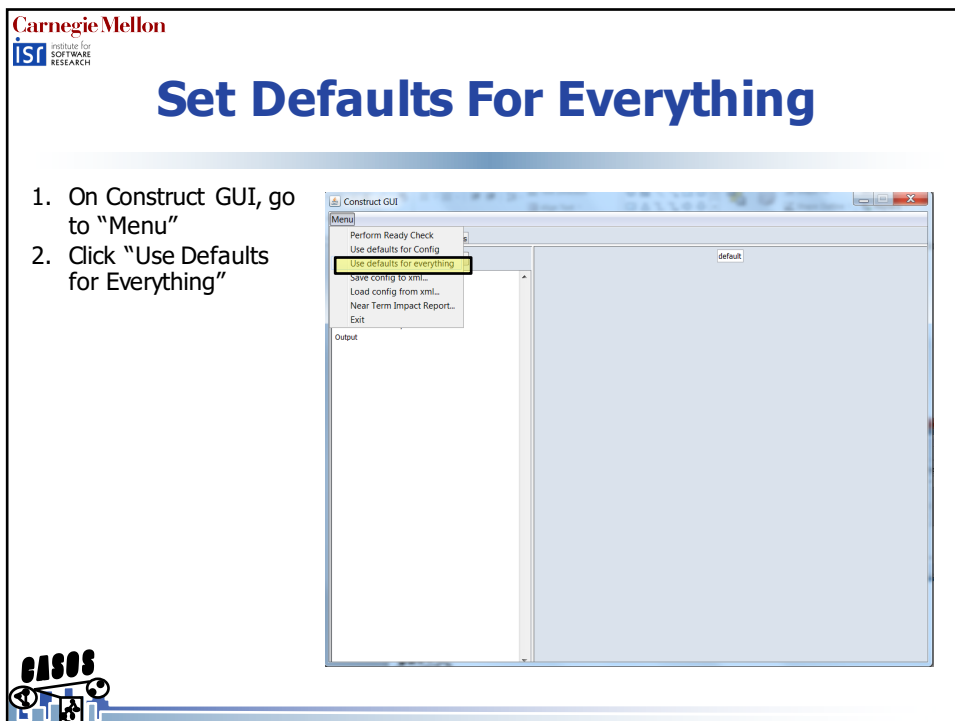 Carnegie Mellon
isr institute for
SOFTWARE
RESEARCH
Set Defaults For Everything
1. On Construct GUI, go
to “Menu”
2. Click “Use Defaults
for Everything”
Construct GUI
Menu
Perform Ready Check
Use defaults for Config
Use defaults for everything
Save config to xml...
Load config from xml...
Near Term Impact Report...
Exit
Output
default
CASOS